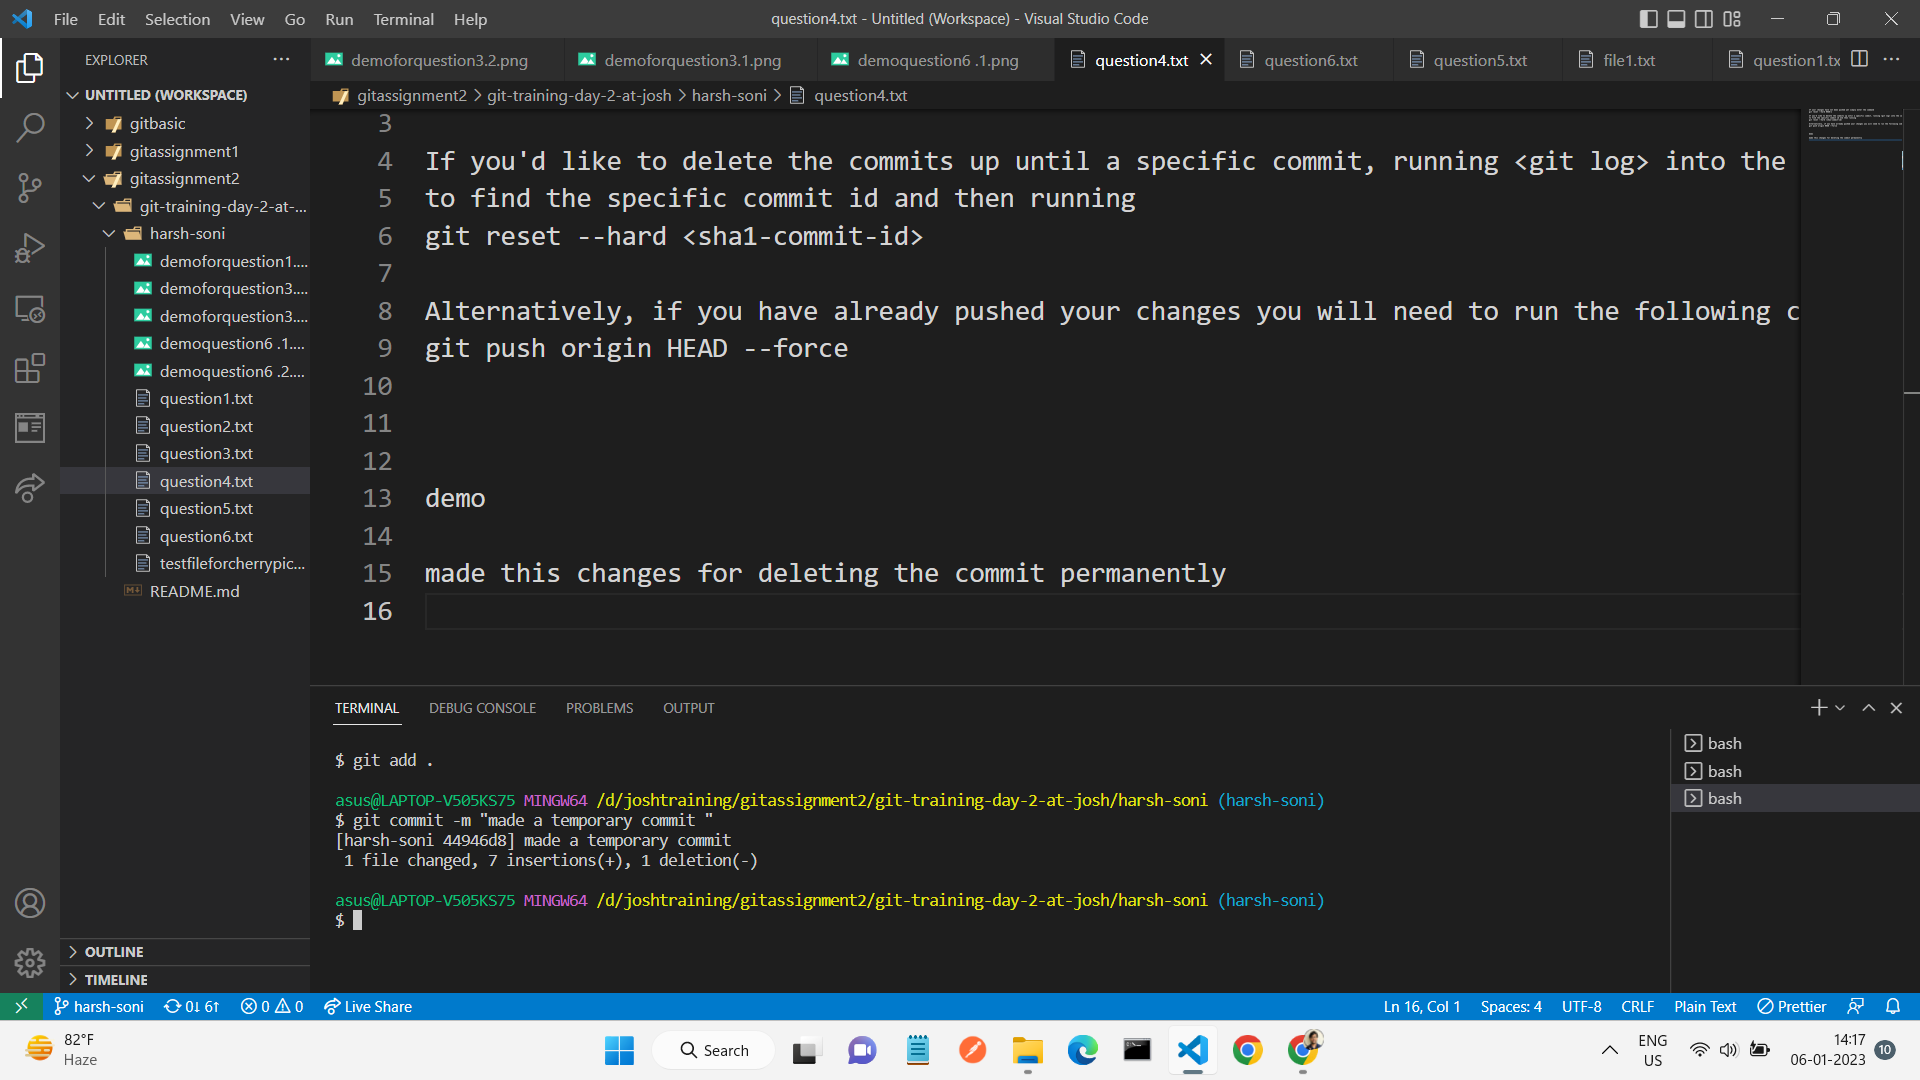 File Edit Selection View Go Run Terminal Help
question4.txt - Untitled (Workspace) - Visual Studio Code
EXPLORER
UNTITLED (WORKSPACE)
gitbasic
gitassignment1
gitassignment2
git-training-day-2-at-...
harsh-soni
demoforquestion1....
demoforquestion3....
demoforquestion3....
demoquestion6 .1....
demoquestion6 .2....
question1.txt
question2.txt
question3.txt
question4.txt
question5.txt
question6.txt
testfileforcherrypic...
README.md
OUTLINE
TIMELINE
demoforquestion3.2.png demoforquestion3.1.png demoquestion6 .1.png question4.txt question6.txt question5.txt file1.txt question1.tx
gitassignment2 > git-training-day-2-at-josh > harsh-soni > question4.txt
3
4 If you'd like to delete the commits up until a specific commit, running <git log> into the
5 to find the specific commit id and then running
6 git reset --hard <sha1-commit-id>
7
8 Alternatively, if you have already pushed your changes you will need to run the following c
9 git push origin HEAD --force
10
11
12
13 demo
14
15 made this changes for deleting the commit permanently
16
TERMINAL DEBUG CONSOLE PROBLEMS OUTPUT
$ git add .
asus@LAPTOP-V505KS75 MINGW64 /d/joshtraining/gitassignment2/git-training-day-2-at-josh/harsh-soni (harsh-soni)
$ git commit -m "made a temporary commit "
[harsh-soni 44946d8] made a temporary commit
1 file changed, 7 insertions(+), 1 deletion(-)
asus@LAPTOP-V505KS75 MINGW64 /d/joshtraining/gitassignment2/git-training-day-2-at-josh/harsh-soni (harsh-soni)
$
bash
bash
bash
harsh-soni 0↓ 6↑ 0 0 Live Share
Ln 16, Col 1 Spaces: 4 UTF-8 CRLF Plain Text Prettier
82°F
Haze
Search
ENG
US
14:17
06-01-2023
10